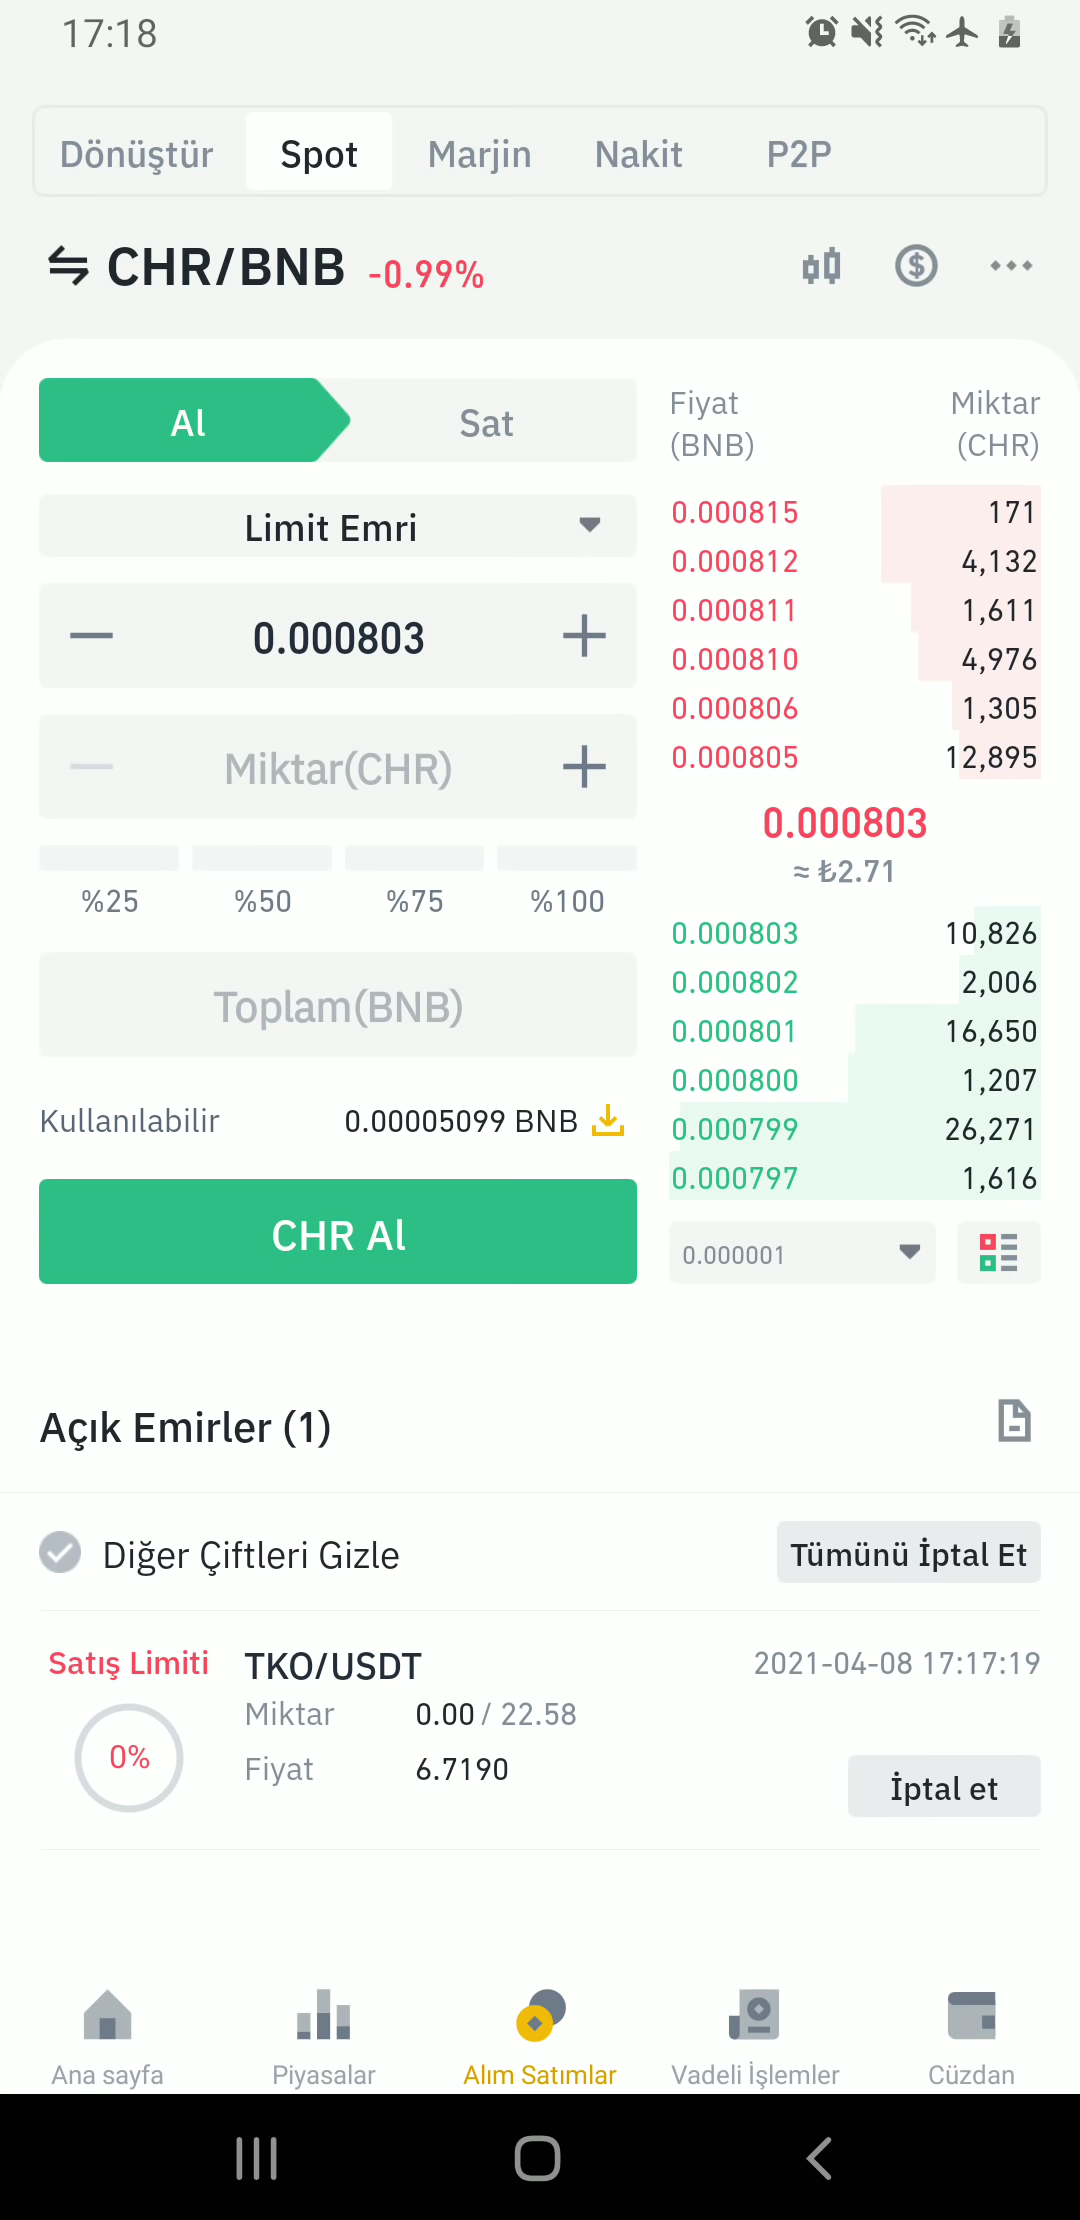 17:18
Dönüştür Spot Marjin Nakit P2P
CHR/BNB -0.99%
Al Sat
Limit Emri
0.000803
Miktar(CHR)
%25 %50 %75 %100
Toplam(BNB)
Kullanılabilir 0.00005099 BNB
CHR Al
Fiyat Miktar
(BNB) (CHR)
0.000815 171
0.000812 4,132
0.000811 1,611
0.000810 4,976
0.000806 1,305
0.000805 12,895
0.000803
≈ ₺2.71
0.000803 10,826
0.000802 2,006
0.000801 16,650
0.000800 1,207
0.000799 26,271
0.000797 1,616
0.000001
Açık Emirler (1)
Diğer Çiftleri Gizle Tümünü İptal Et
Satış Limiti TKO/USDT 2021-04-08 17:17:19
Miktar 0.00 / 22.58
0%
Fiyat 6.7190
İptal et
Ana sayfa Piyasalar Alım Satımlar Vadeli İşlemler Cüzdan